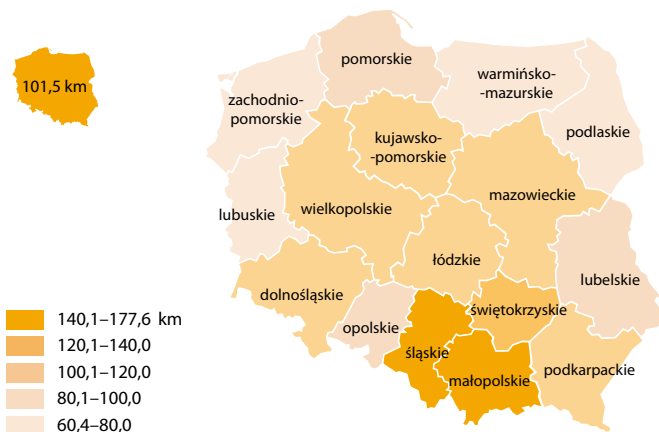 101,5 km
pomorskie
warmińsko-
-mazurskie
zachodnio-
pomorskie
podlaskie
kujawsko-
-pomorskie
mazowieckie
lubuskie
wielkopolskie
łódzkie
lubelskie
dolnośląskie
świętokrzyskie
opolskie
śląskie
podkarpackie
małopolskie
140,1–177,6 km
120,1–140,0
100,1–120,0
80,1–100,0
60,4–80,0